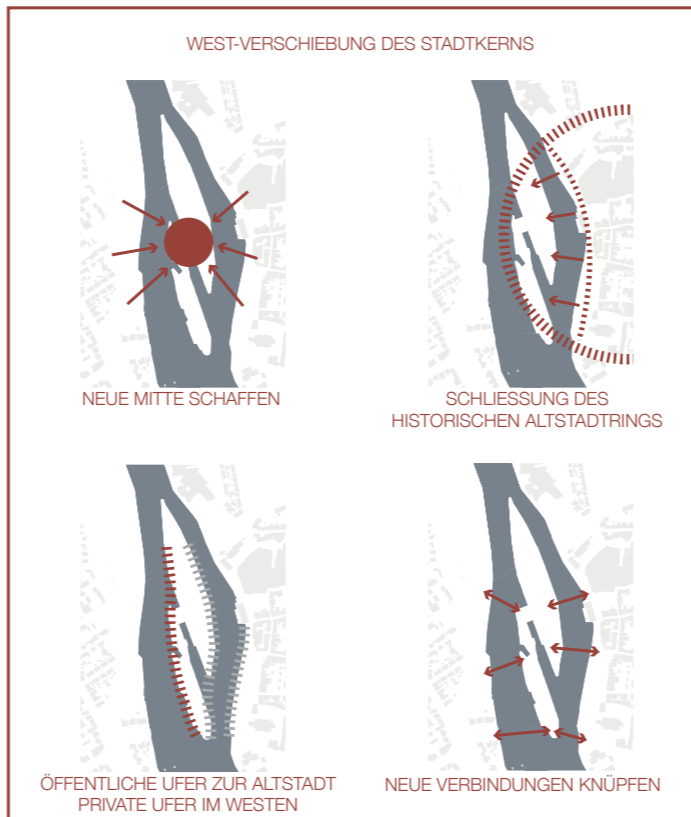 WEST-VERSCHIEBUNG DES STADTKERNS
NEUE MITTE SCHAFFEN
SCHLIESSUNG DES
HISTORISCHEN ALTSTADTRINGS
ÖFFENTLICHE UFER ZUR ALTSTADT
PRIVATE UFER IM WESTEN
NEUE VERBINDUNGEN KNÜPFEN